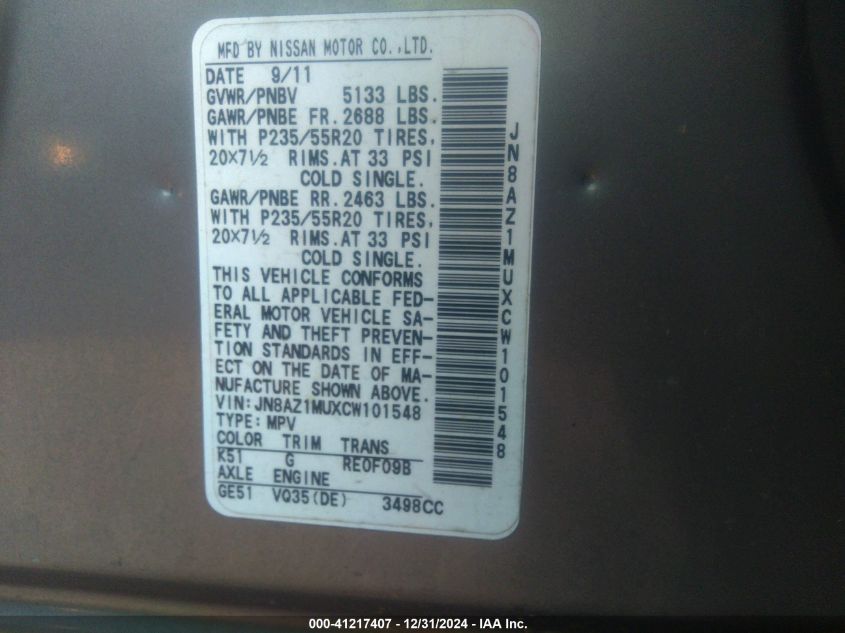 MFD BY NISSAN MOTOR CO.,LTD.
DATE 9/11
GVWR/PNBV 5133 LBS.
GAWR/PNBE FR. 2688 LBS.
WITH P235/55R20 TIRES,
20X7½ RIMS. AT 33 PSI
COLD SINGLE.
GAWR/PNBE RR. 2463 LBS.
WITH P235/55R20 TIRES,
20X7½ RIMS. AT 33 PSI
COLD SINGLE.
THIS VEHICLE CONFORMS
TO ALL APPLICABLE FED-
ERAL MOTOR VEHICLE SA-
FETY AND THEFT PREVEN-
TION STANDARDS IN EFF-
ECT ON THE DATE OF MA-
NUFACTURE SHOWN ABOVE.
VIN:JN8AZ1MUXCW101548
TYPE:MPV
COLOR TRIM TRANS
K51 G RE0F09B
AXLE ENGINE
GE51 VQ35(DE) 3498CC
JN8AZ1MUXCW101548
000-41217407 - 12/31/2024 - IAA Inc.